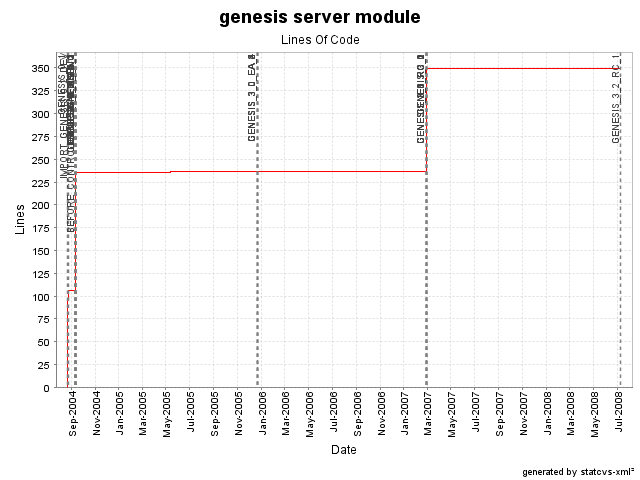 genesis server module
Lines Of Code
Lines
350
325
300
275
250
225
200
175
150
125
100
75
50
25
0
GENESIS_3_0_EA_4
GENESIS_3_2_RC_1
Sep-2004
Nov-2004
Jan-2005
Mar-2005
May-2005
Jul-2005
Sep-2005
Nov-2005
Jan-2006
Mar-2006
May-2006
Jul-2006
Sep-2006
Nov-2006
Jan-2007
Mar-2007
May-2007
Jul-2007
Sep-2007
Nov-2007
Jan-2008
Mar-2008
May-2008
Jul-2008
Date
generated by statcvs-xml²